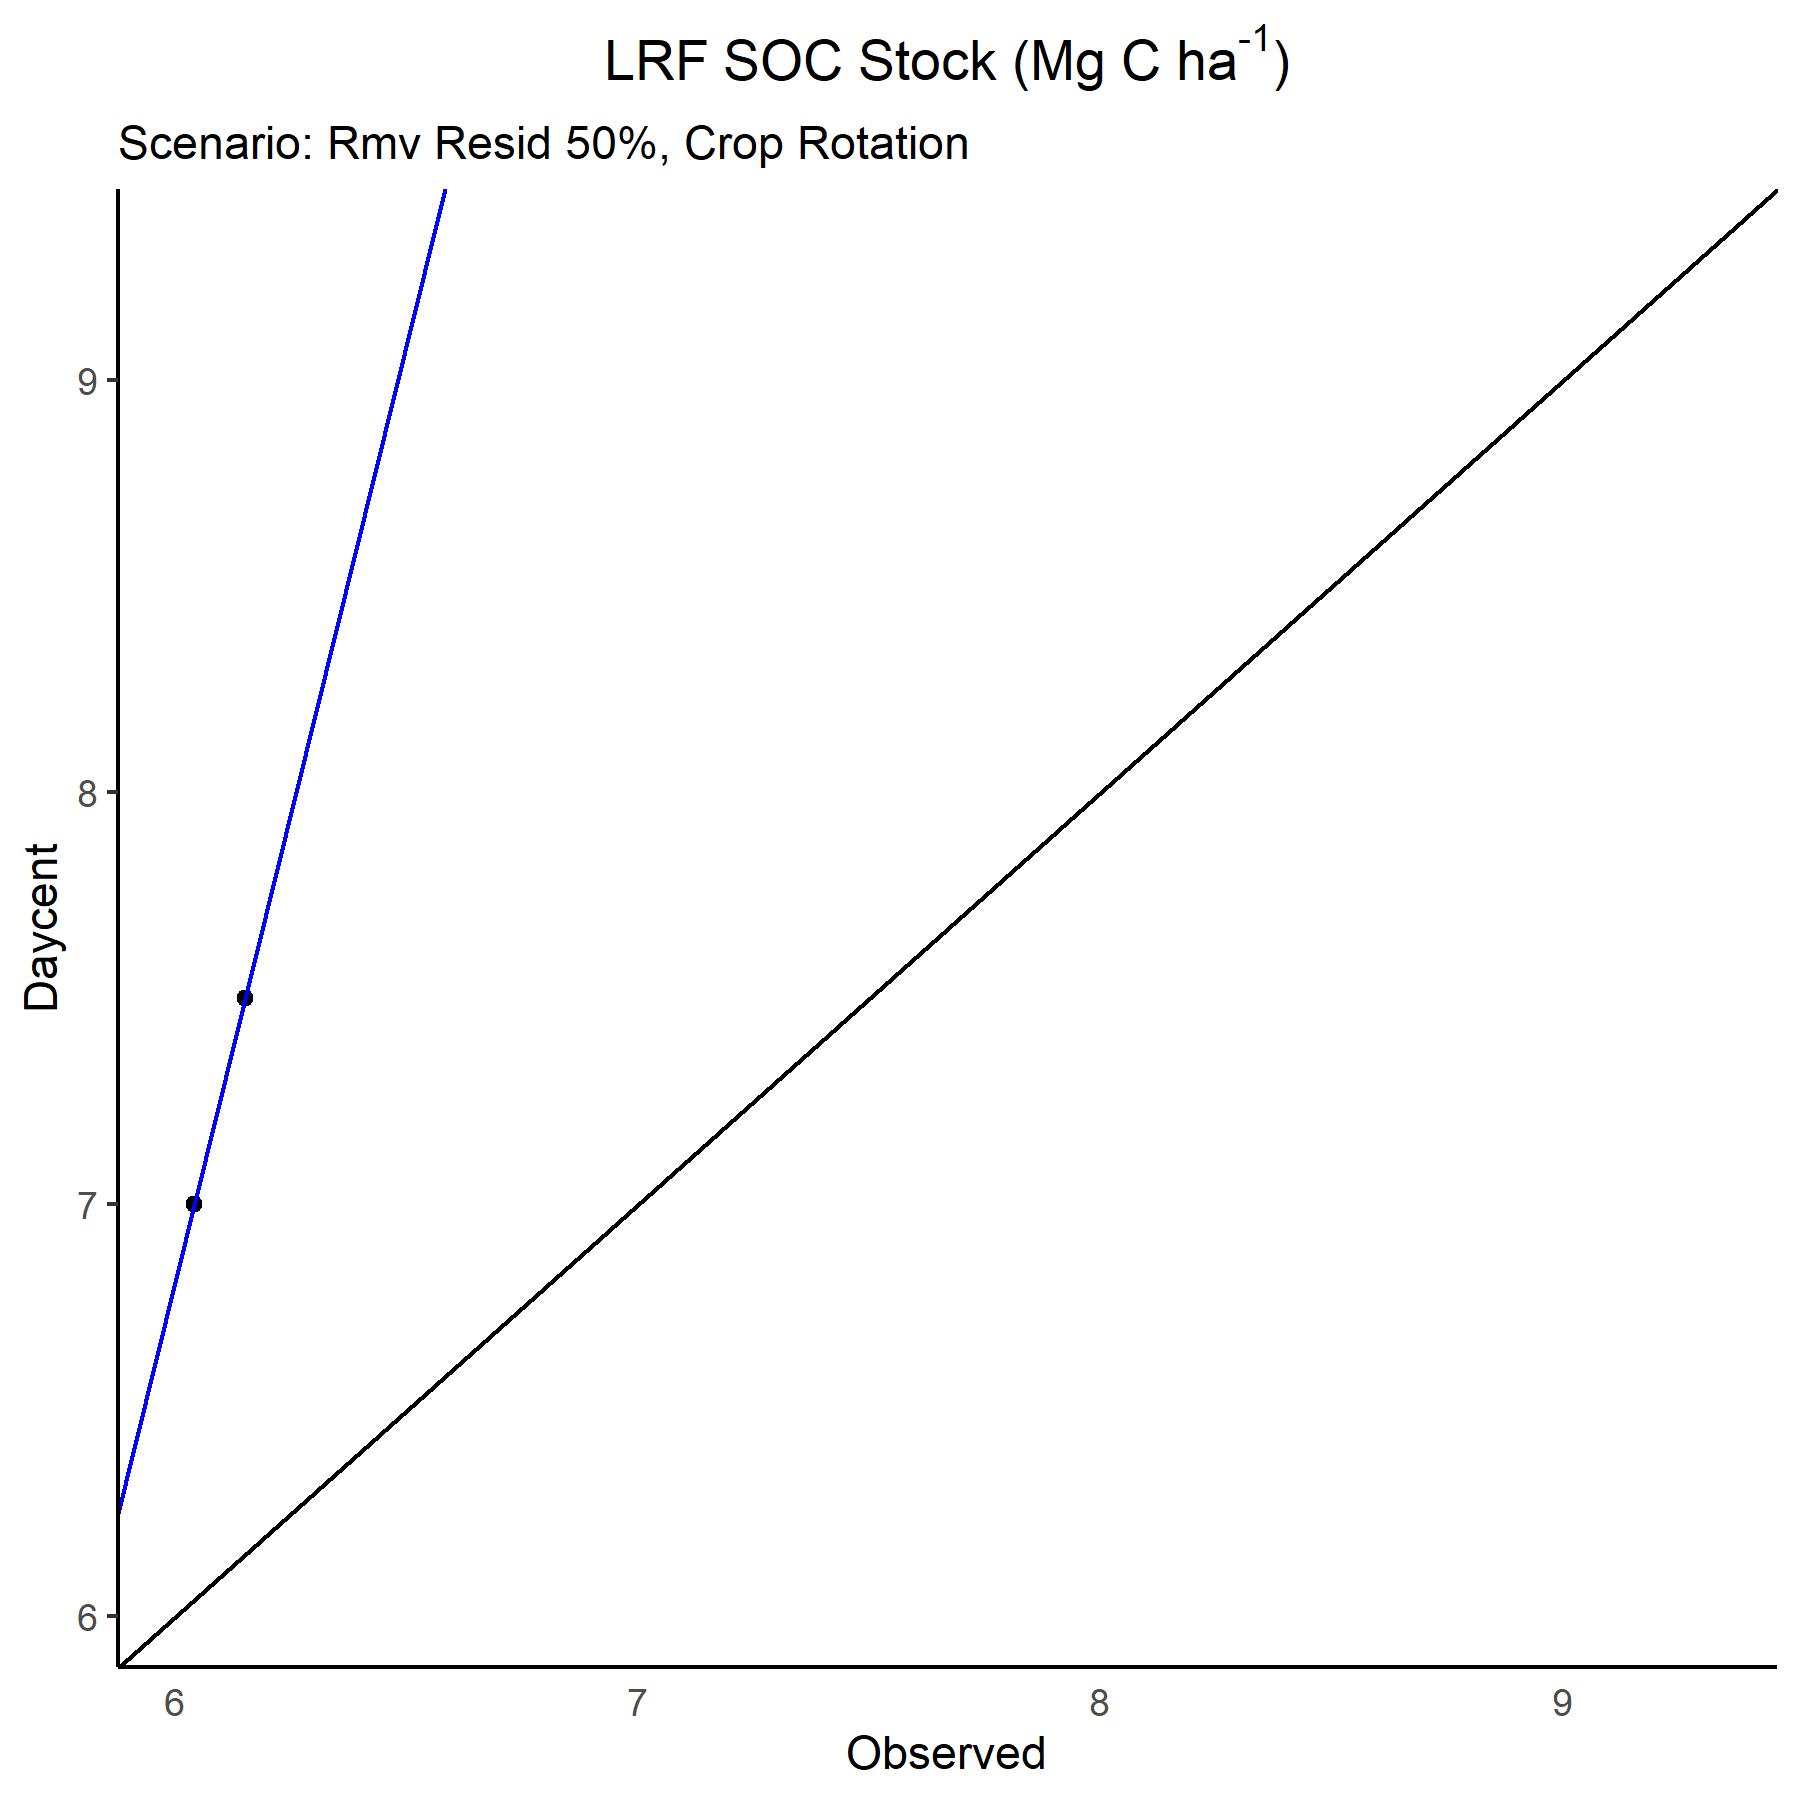 LRF SOC Stock (Mg C ha⁻¹)
Scenario: Rmv Resid 50%, Crop Rotation
9
8
7
6
Daycent
6 7 8 9
Observed